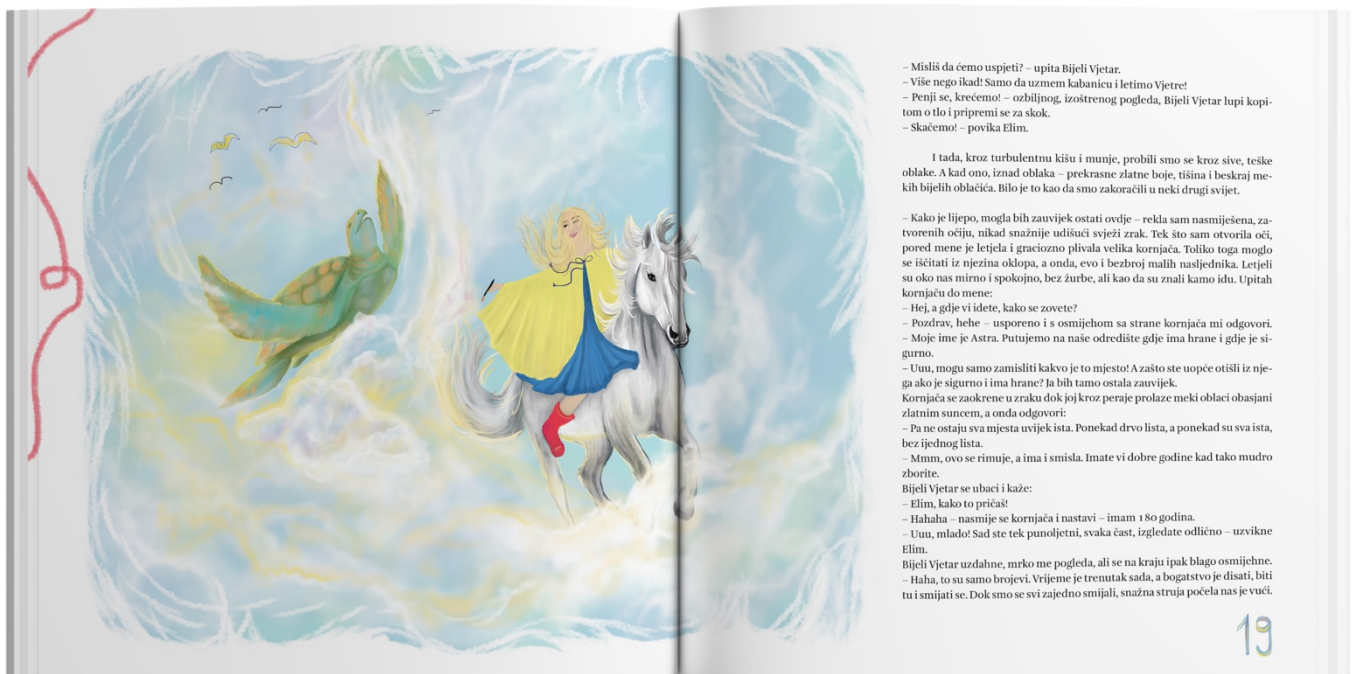 – Misliš da ćemo uspjeti? – upita Bijeli Vjetar.
– Više nego ikad! Samo da uzmem kabanicu i letimo Vjetre!
– Penji se, krećemo! – ozbiljnog, izoštrenog pogleda, Bijeli Vjetar lupi kopi-
tom o tlo i pripremi se za skok.
– Skačemo! – povika Elim.
I tada, kroz turbulentnu kišu i munje, probili smo se kroz sive, teške
oblake. A kad ono, iznad oblaka – prekrasne zlatne boje, tišina i beskraj me-
kih bijelih oblačića. Bilo je to kao da smo zakoračili u neki drugi svijet.
– Kako je lijepo, mogla bih zauvijek ostati ovdje – rekla sam nasmiješena, za-
tvorenih očiju, nikad snažnije udišući svježi zrak. Tek što sam otvorila oči,
pored mene je letjela i graciozno plivala velika kornjača. Toliko toga moglo
se iščitati iz njezina oklopa, a onda, evo i bezbroj malih nasljednika. Letjeli
su oko nas mirno i spokojno, bez žurbe, ali kao da su znali kamo idu. Upitah
kornjaču do mene:
– Hej, a gdje vi idete, kako se zovete?
– Pozdrav, hehe – usporeno i s osmijehom sa strane kornjača mi odgovori.
– Moje ime je Astra. Putujemo na naše odredište gdje ima hrane i gdje je si-
gurno.
– Uuu, mogu samo zamisliti kakvo je to mjesto! A zašto ste uopće otišli iz nje-
ga ako je sigurno i ima hrane? Ja bih tamo ostala zauvijek.
Kornjača se zaokrene u zraku dok joj kroz peraje prolaze meki oblaci obasjani
zlatnim suncem, a onda odgovori:
– Pa ne ostaju sva mjesta uvijek ista. Ponekad drvo lista, a ponekad su sva ista,
bez ijednog lista.
– Mmm, ovo se rimuje, a ima i smisla. Imate vi dobre godine kad tako mudro
zborite.
Bijeli Vjetar se ubaci i kaže:
– Elim, kako to pričaš!
– Hahaha – nasmije se kornjača i nastavi – imam 180 godina.
– Uuu, mlado! Sad ste tek punoljetni, svaka čast, izgledate odlično – uzvikne
Elim.
Bijeli Vjetar uzdahne, mrko me pogleda, ali se na kraju ipak blago osmijehne.
– Haha, to su samo brojevi. Vrijeme je trenutak sada, a bogatstvo je disati, biti
tu i smijati se. Dok smo se svi zajedno smijali, snažna struja počela nas je vući.
19